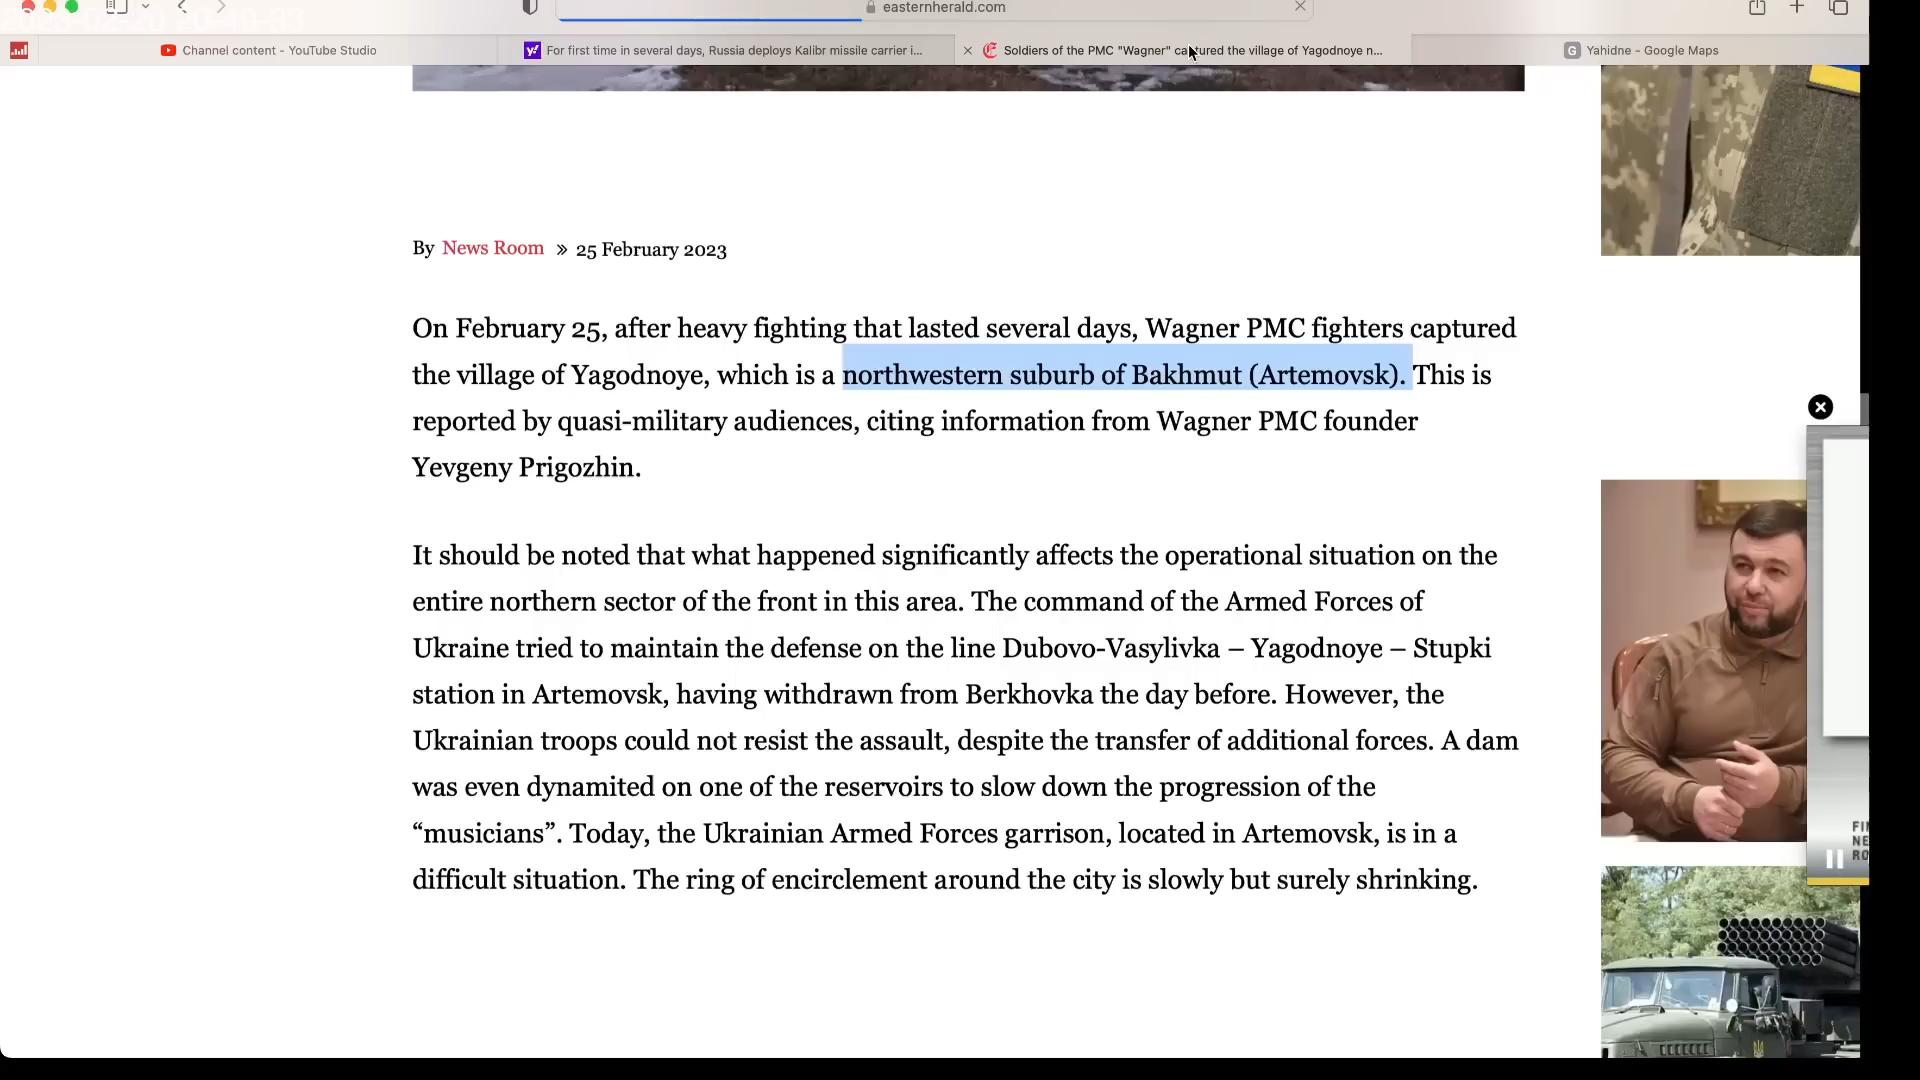 easternherald.com
Channel content - YouTube Studio
For first time in several days, Russia deploys Kalibr missile carrier i...
Soldiers of the PMC "Wagner" captured the village of Yagodnoye n...
Yahidne - Google Maps
By News Room » 25 February 2023
On February 25, after heavy fighting that lasted several days, Wagner PMC fighters captured
the village of Yagodnoye, which is a northwestern suburb of Bakhmut (Artemovsk). This is
reported by quasi-military audiences, citing information from Wagner PMC founder
Yevgeny Prigozhin.
It should be noted that what happened significantly affects the operational situation on the
entire northern sector of the front in this area. The command of the Armed Forces of
Ukraine tried to maintain the defense on the line Dubovo-Vasylivka – Yagodnoye – Stupki
station in Artemovsk, having withdrawn from Berkhovka the day before. However, the
Ukrainian troops could not resist the assault, despite the transfer of additional forces. A dam
was even dynamited on one of the reservoirs to slow down the progression of the
“musicians”. Today, the Ukrainian Armed Forces garrison, located in Artemovsk, is in a
difficult situation. The ring of encirclement around the city is slowly but surely shrinking.